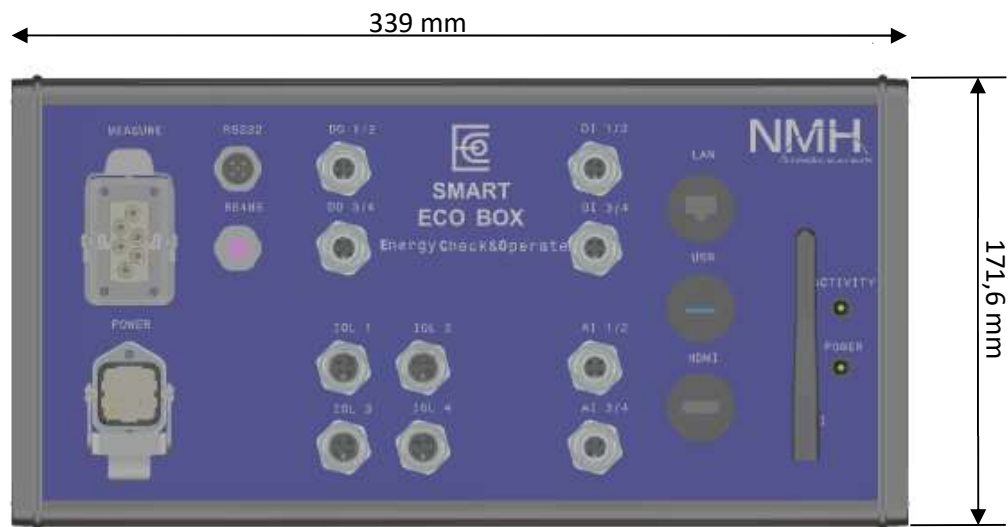 339 mm
171,6 mm
MEASURE
RS232
DO 1/2
ECO
SMART
ECO BOX
Energy Check&Operate
DI 1/2
NMH
LAN
RS485
DO 3/4
DI 3/4
USB
ACTIVITY
POWER
IOL 1
IOL 2
AI 1/2
HDMI
POWER
IOL 3
IOL 4
AI 3/4